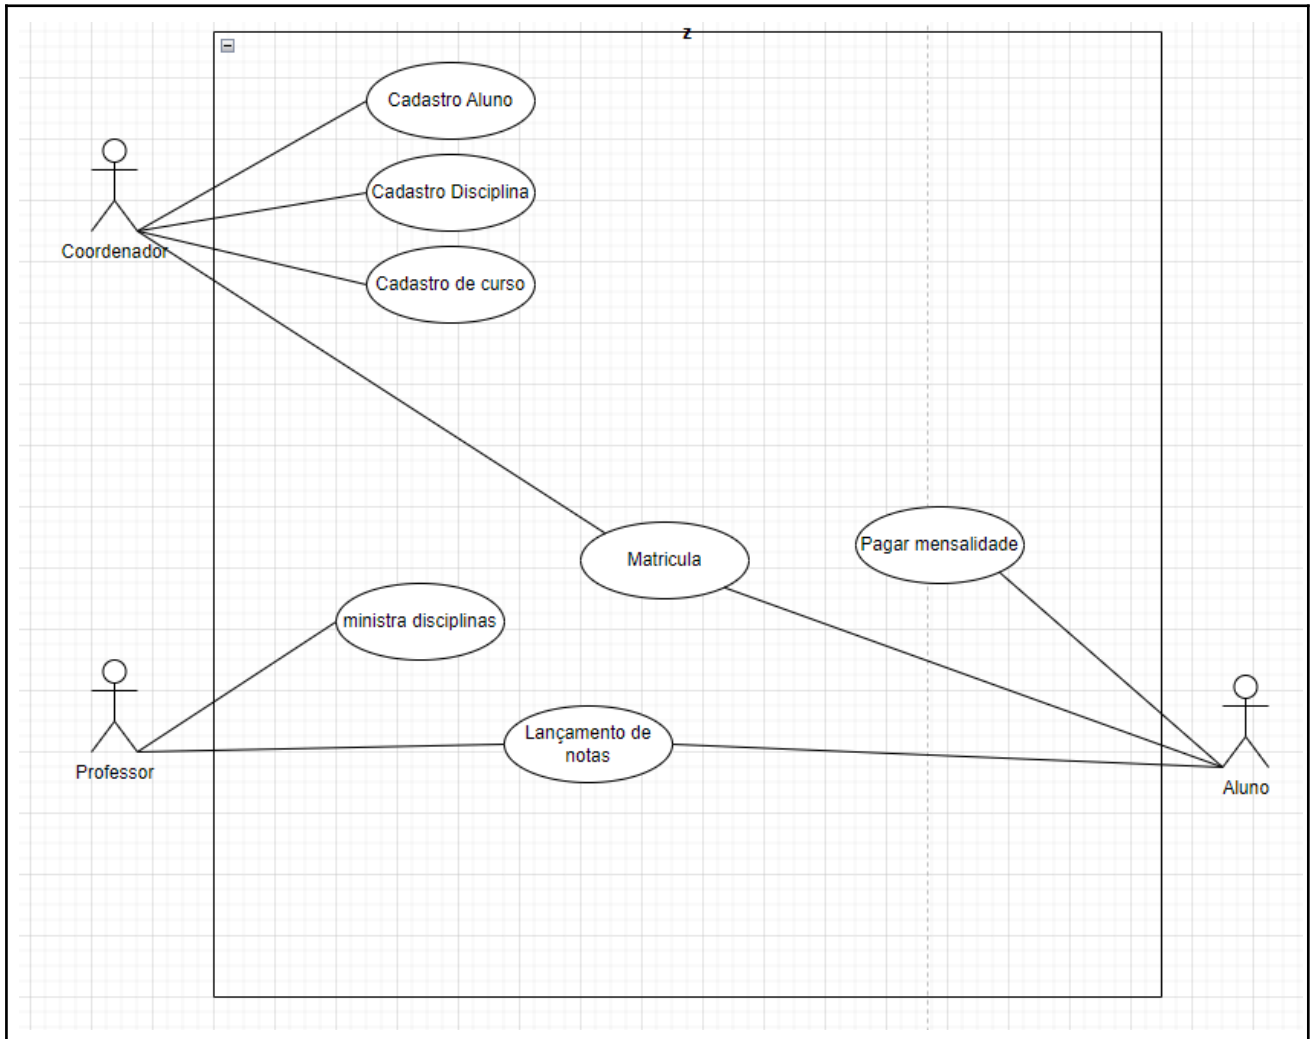 z
Cadastro Aluno
Cadastro Disciplina
Coordenador
Cadastro de curso
Pagar mensalidade
Matricula
ministra disciplinas
Lançamento de
notas
Professor
Aluno